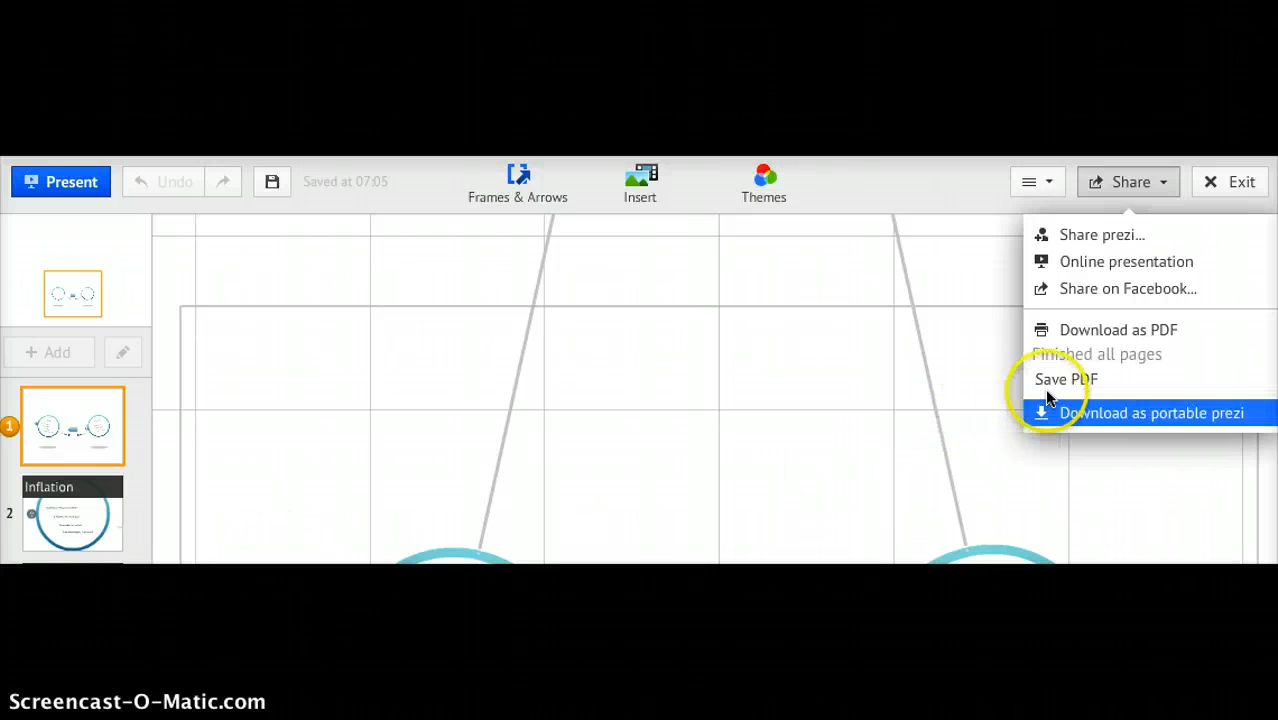 Present
Undo
Saved at 07:05
Frames & Arrows
Insert
Themes
Share
Exit
Share prezi...
Online presentation
Share on Facebook...
Download as PDF
Finished all pages
Save PDF
Download as portable prezi
+ Add
1
Inflation
2
Screencast-O-Matic.com